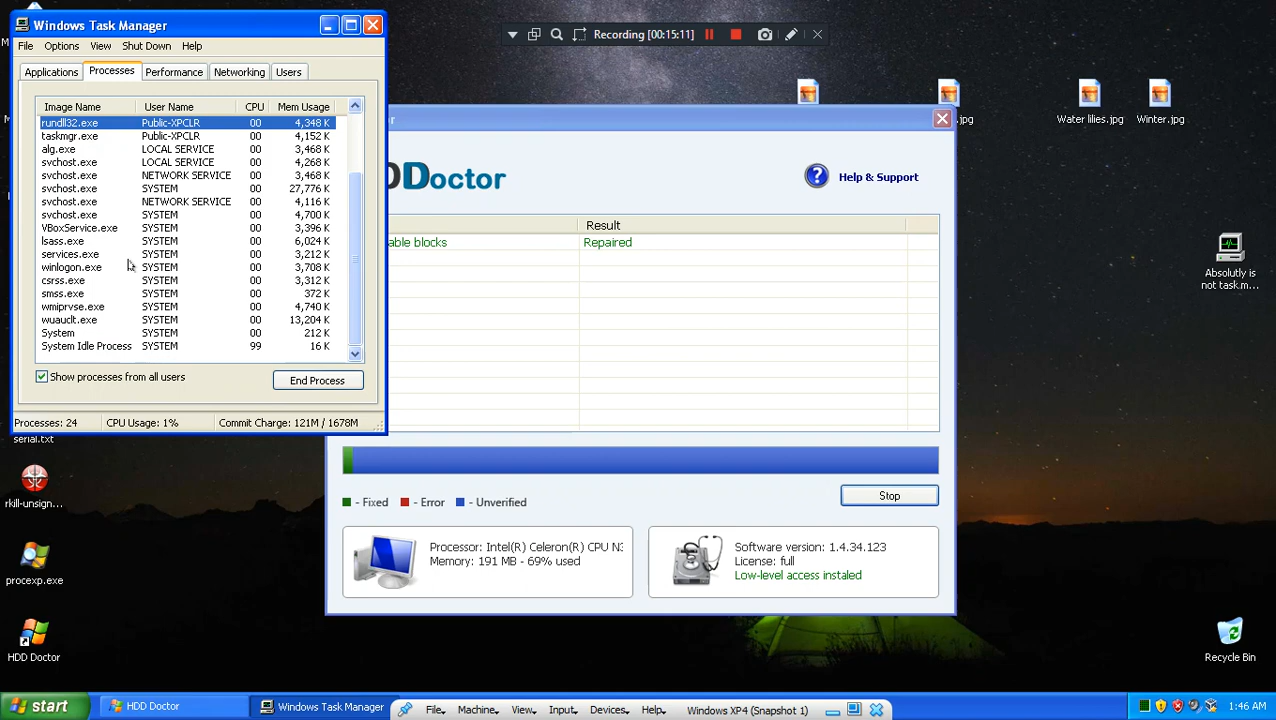 Windows Task Manager
File Options View Shut Down Help
Applications Processes Performance Networking Users
Image Name User Name CPU Mem Usage
rundll32.exe Public-XPCLR 00 4,348 K
taskmgr.exe Public-XPCLR 00 4,152 K
alg.exe LOCAL SERVICE 00 3,468 K
svchost.exe LOCAL SERVICE 00 4,268 K
svchost.exe NETWORK SERVICE 00 3,468 K
svchost.exe SYSTEM 00 27,776 K
svchost.exe NETWORK SERVICE 00 4,116 K
svchost.exe SYSTEM 00 4,700 K
VBoxService.exe SYSTEM 00 3,396 K
lsass.exe SYSTEM 00 6,024 K
services.exe SYSTEM 00 3,212 K
winlogon.exe SYSTEM 00 3,708 K
csrss.exe SYSTEM 00 3,312 K
smss.exe SYSTEM 00 372 K
wmiprvse.exe SYSTEM 00 4,740 K
wuauclt.exe SYSTEM 00 13,204 K
System SYSTEM 00 212 K
System Idle Process SYSTEM 99 16 K
Show processes from all users
End Process
Processes: 24 CPU Usage: 1% Commit Charge: 121M / 1678M
Recording [00:15:11]
.jpg
Water lilies.jpg
Winter.jpg
DDoctor
Help & Support
Result
able blocks Repaired
Stop
- Fixed - Error - Unverified
Processor: Intel(R) Celeron(R) CPU N3
Memory: 191 MB - 69% used
Software version: 1.4.34.123
License: full
Low-level access instaled
Absolutly is
not task.m...
serial.txt
rkill-unsign...
procexp.exe
HDD Doctor
Recycle Bin
start
HDD Doctor
Windows Task Manager
File Machine View Input Devices Help
Windows XP4 (Snapshot 1)
1:46 AM